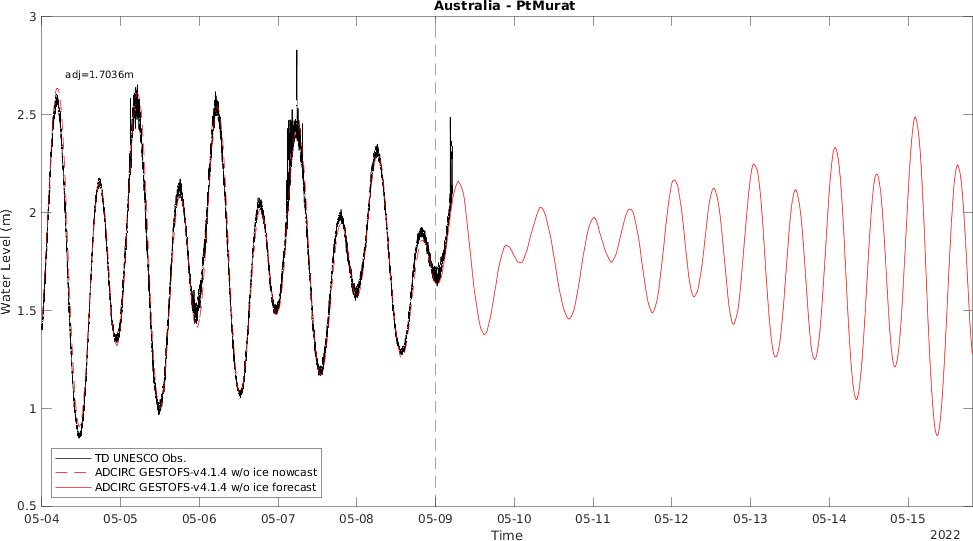 Australia - PtMurat
3
2.5
2
1.5
1
0.5
Water Level (m)
adj=1.7036m
TD UNESCO Obs.
ADCIRC GESTOFS-v4.1.4 w/o ice nowcast
ADCIRC GESTOFS-v4.1.4 w/o ice forecast
05-04 05-05 05-06 05-07 05-08 05-09 05-10 05-11 05-12 05-13 05-14 05-15
Time
2022